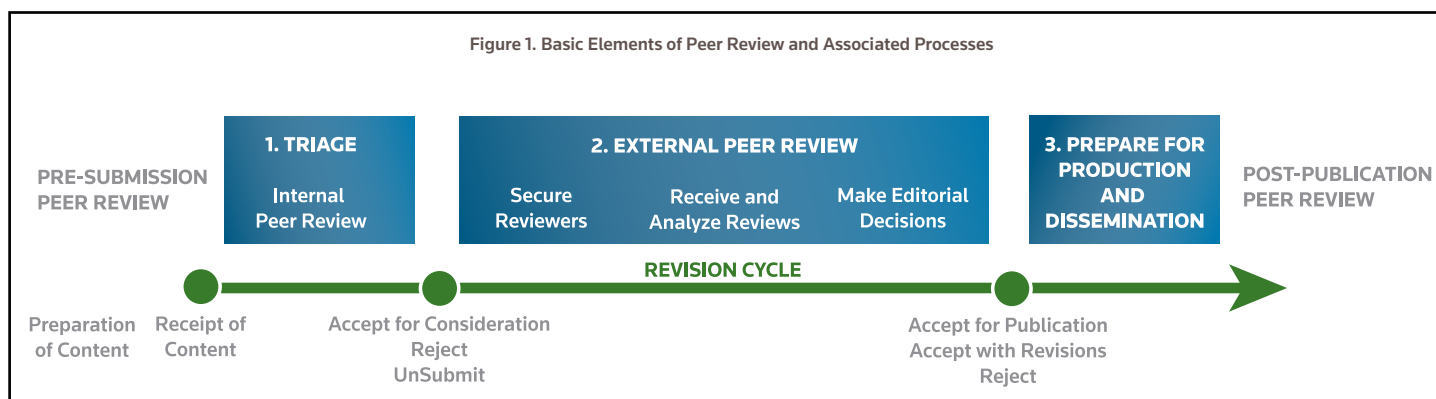 Figure 1. Basic Elements of Peer Review and Associated Processes
PRE-SUBMISSION
PEER REVIEW
1. TRIAGE
Internal
Peer Review
2. EXTERNAL PEER REVIEW
Secure
Reviewers
Receive and
Analyze Reviews
Make Editorial
Decisions
3. PREPARE FOR
PRODUCTION
AND
DISSEMINATION
POST-PUBLICATION
PEER REVIEW
REVISION CYCLE
Preparation
of Content
Receipt of
Content
Accept for Consideration
Reject
UnSubmit
Accept for Publication
Accept with Revisions
Reject